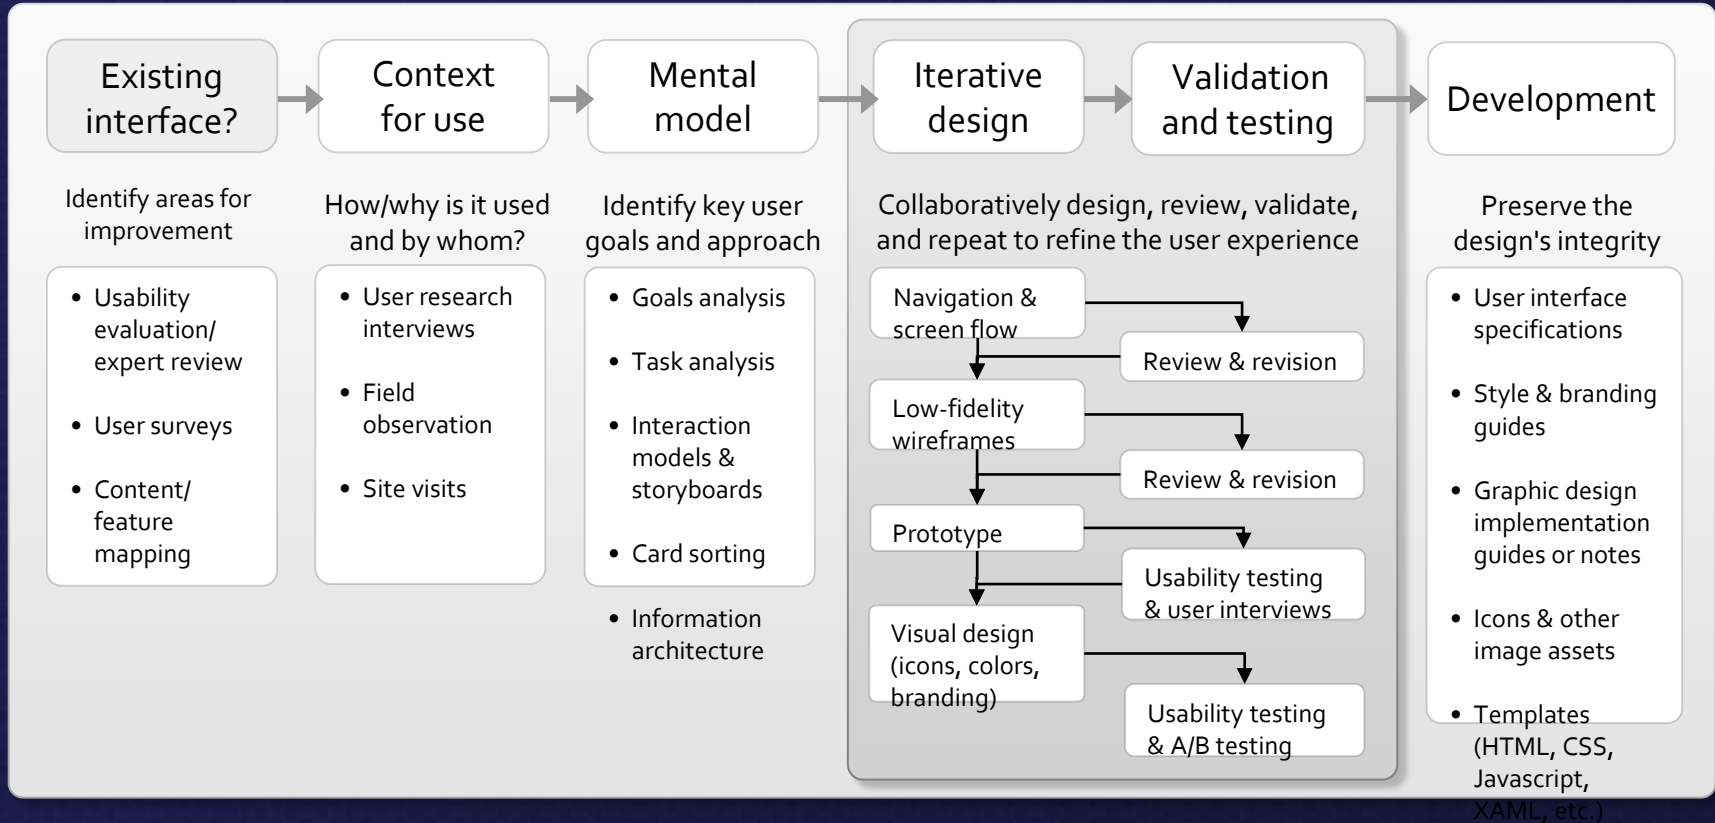 Existing
interface?
Context
for use
Mental
model
Iterative
design
Validation
and testing
Development
Identify areas for
improvement
How/why is it used
and by whom?
Identify key user
goals and approach
Collaboratively design, review, validate,
and repeat to refine the user experience
Preserve the
design's integrity
• Usability
evaluation/
expert review
• User surveys
• Content/
feature
mapping
• User research
interviews
• Field
observation
• Site visits
• Goals analysis
• Task analysis
• Interaction
models &
storyboards
• Card sorting
• Information
architecture
Navigation &
screen flow
Review & revision
Low-fidelity
wireframes
Review & revision
Prototype
Usability testing
& user interviews
Visual design
(icons, colors,
branding)
Usability testing
& A/B testing
• User interface
specifications
• Style & branding
guides
• Graphic design
implementation
guides or notes
• Icons & other
image assets
• Templates
(HTML, CSS,
Javascript,
XAML, etc.)